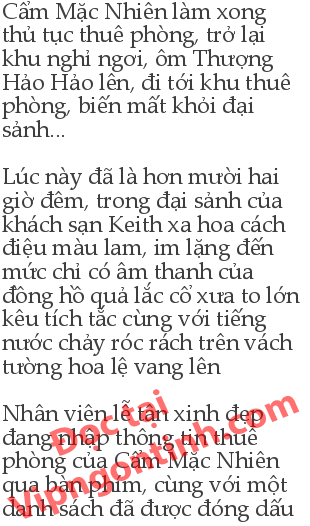 Cẩm Mặc Nhiên làm xong
thủ tục thuê phòng, trở lại
khu nghỉ ngơi, ôm Thượng
Hảo Hảo lên, đi tới khu thuê
phòng, biến mất khỏi đại
sảnh...
Lúc này đã là hơn mười hai
giờ đêm, trong đại sảnh của
khách sạn Keith xa hoa cách
điệu màu lam, im lặng đến
mức chỉ có âm thanh của
đông hồ quả lắc cổ xưa to lớn
kêu tích tắc cùng với tiếng
nước chảy róc rách trên vách
tường hoa lệ vang lên
Nhân viên lễ tận xinh đẹp
đang nhập thông tin thuê
phòng của Cẩm Mặc Nhiên
qua bàn phím, cùng với một
danh sách đã được đóng dấu
Đọc tại
Vipngontinh.com